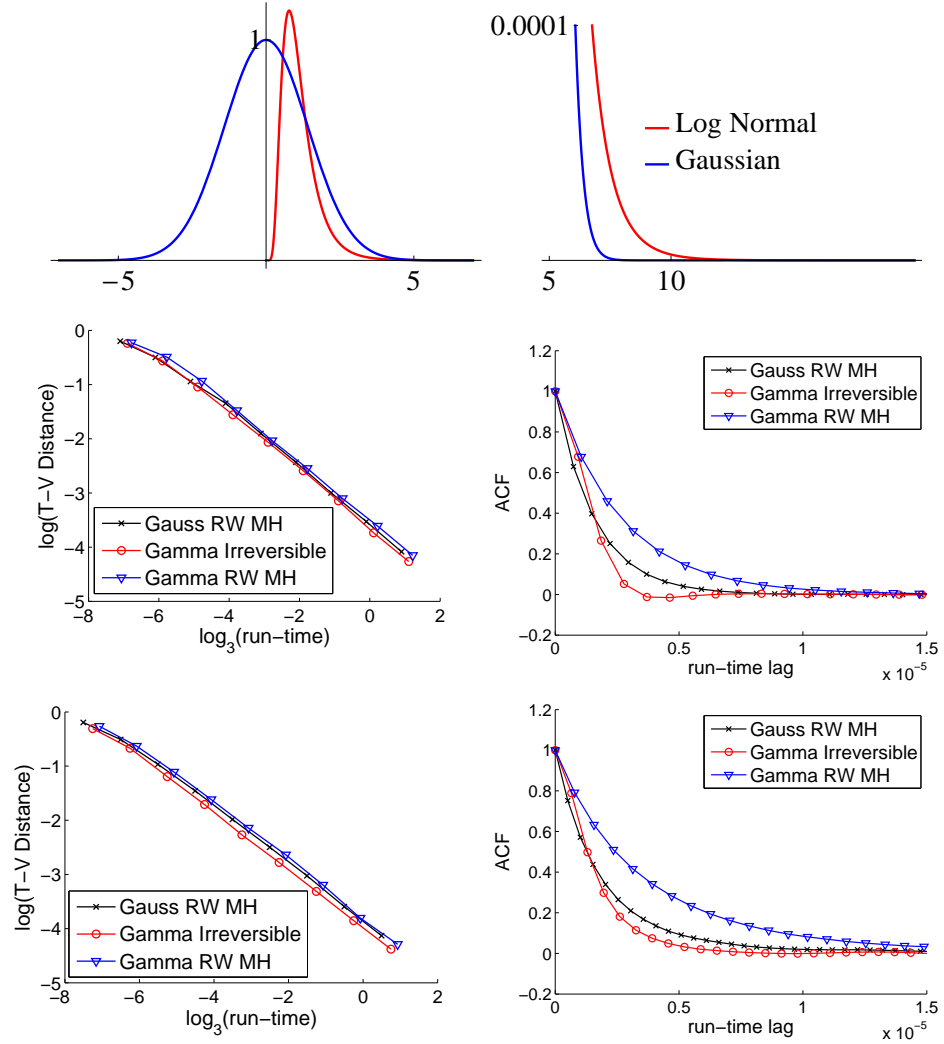 1
−5
5
0.0001
Log Normal
Gaussian
5
10
log(T−V Distance)
0
−1
−2
−3
−4
−5
Gauss RW MH
Gamma Irreversible
Gamma RW MH
−8
−6
−4
−2
0
2
log3(run−time)
ACF
1.2
1
0.8
0.6
0.4
0.2
0
−0.2
Gauss RW MH
Gamma Irreversible
Gamma RW MH
0
0.5
1
1.5
run−time lag
x 10−5
log(T−V Distance)
0
−1
−2
−3
−4
−5
Gauss RW MH
Gamma Irreversible
Gamma RW MH
−8
−6
−4
−2
0
2
log3(run−time)
ACF
1.2
1
0.8
0.6
0.4
0.2
0
−0.2
Gauss RW MH
Gamma Irreversible
Gamma RW MH
0
0.5
1
1.5
run−time lag
x 10−5